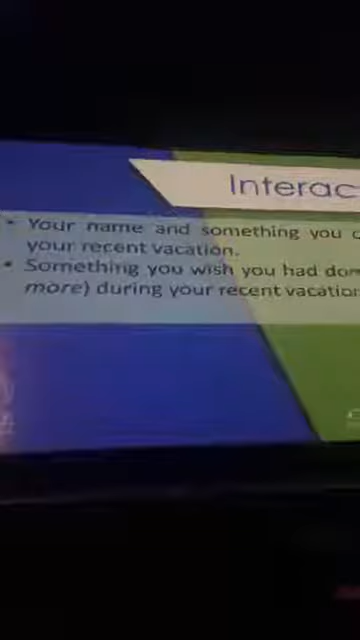 Interac
• Your name and something you
your recent vacation.
• Something you wish you had don
more) during your recent vacation